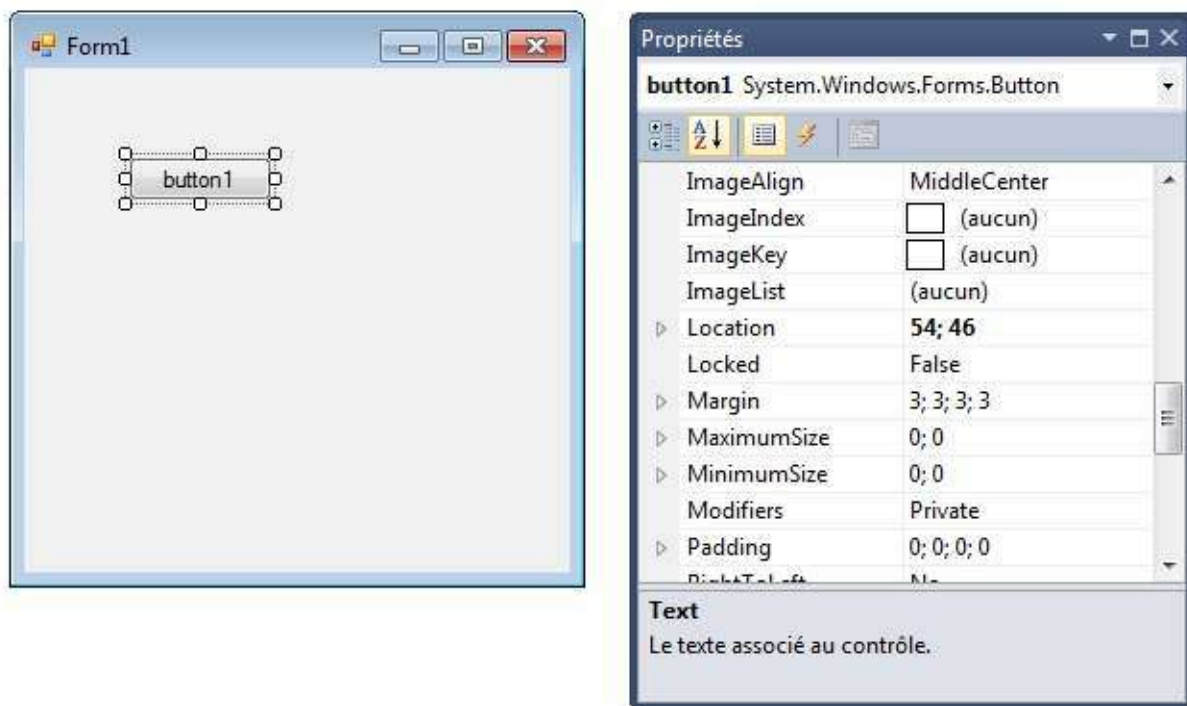 Form1
button1
Propriétés
button1 System.Windows.Forms.Button
ImageAlign MiddleCenter
ImageIndex (aucun)
ImageKey (aucun)
ImageList (aucun)
Location 54; 46
Locked False
Margin 3; 3; 3; 3
MaximumSize 0; 0
MinimumSize 0; 0
Modifiers Private
Padding 0; 0; 0; 0
RightToLeft No
Text
Le texte associé au contrôle.